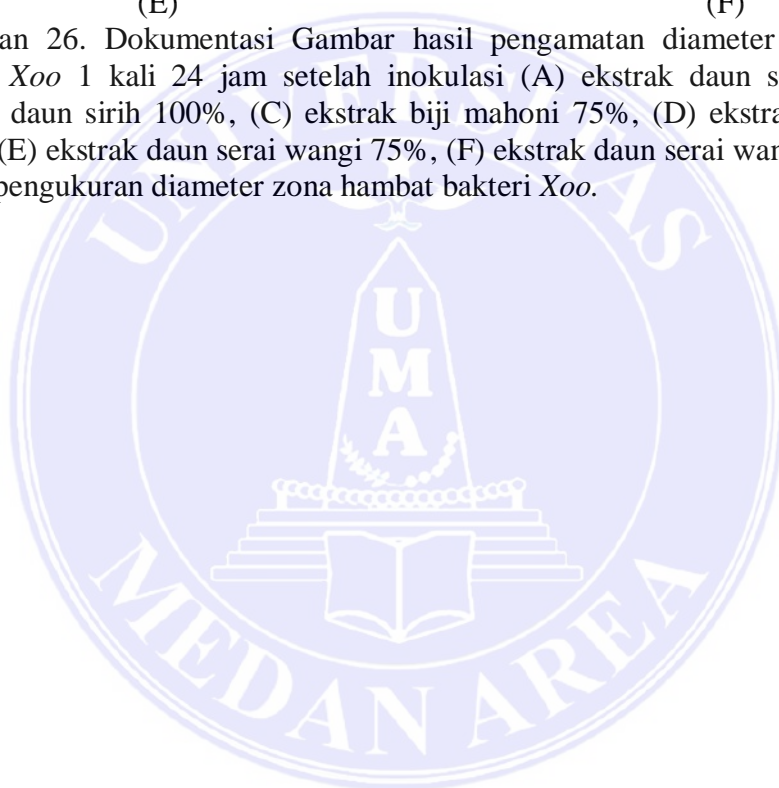 (E) (F)
an 26. Dokumentasi Gambar hasil pengamatan diameter
Xoo 1 kali 24 jam setelah inokulasi (A) ekstrak daun s
daun sirih 100%, (C) ekstrak biji mahoni 75%, (D) ekstra
(E) ekstrak daun serai wangi 75%, (F) ekstrak daun serai wan
pengukuran diameter zona hambat bakteri Xoo.
UNIVERSITAS
U
M
A
MEDAN AREA